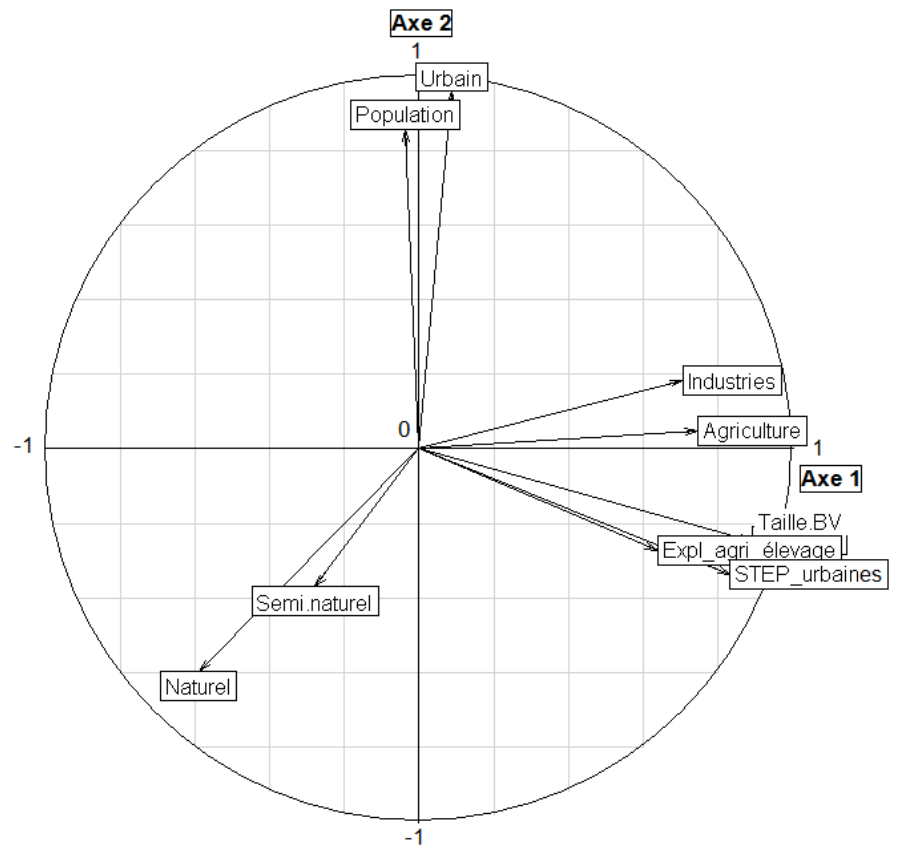 Axe 2
1
Urbain
Population
Industries
0
Agriculture
-1
1
Axe 1
Taille.BV
Expl_agri_élevage
STEP_urbaines
Semi.naturel
Naturel
-1